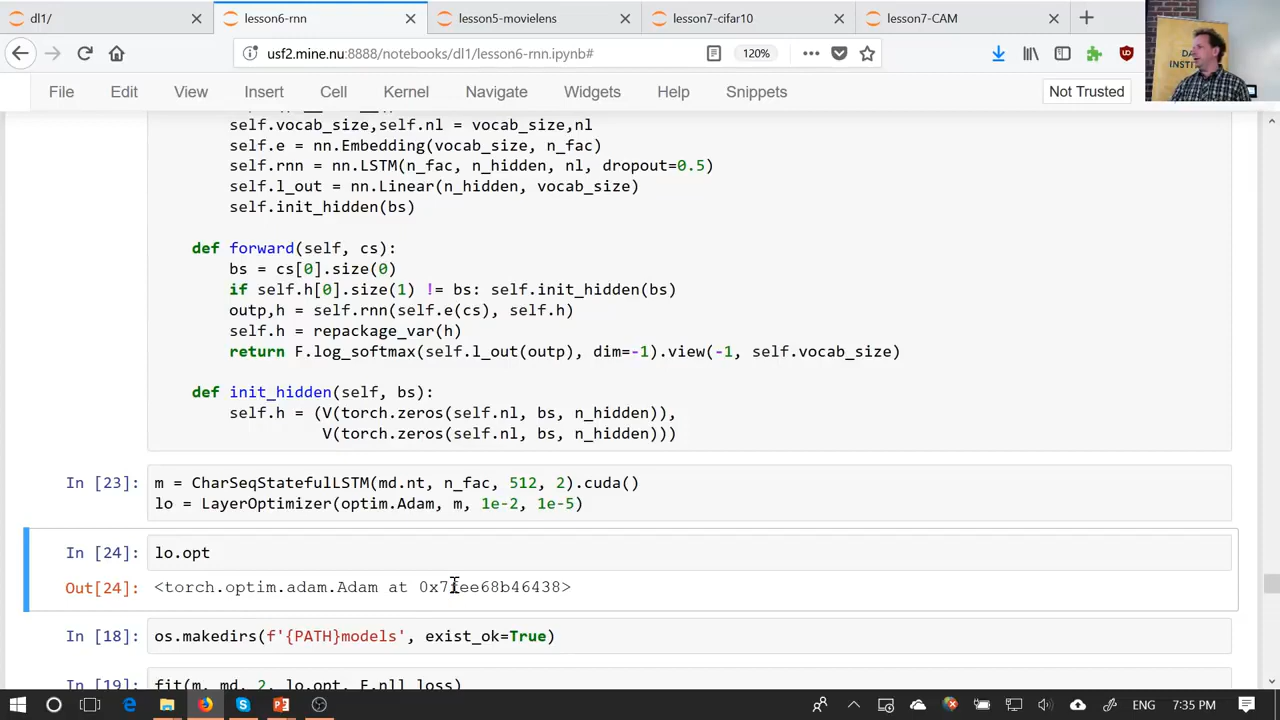 dl1/
lesson6-rnn
lesson5-movielens
lesson7-cifar10
lesson7-CAM
usf2.mine.nu:8888/notebooks/dl1/lesson6-rnn.ipynb#
120%
File Edit View Insert Cell Kernel Navigate Widgets Help Snippets
Not Trusted
self.vocab_size,self.nl = vocab_size,nl
self.e = nn.Embedding(vocab_size, n_fac)
self.rnn = nn.LSTM(n_fac, n_hidden, nl, dropout=0.5)
self.l_out = nn.Linear(n_hidden, vocab_size)
self.init_hidden(bs)
def forward(self, cs):
bs = cs[0].size(0)
if self.h[0].size(1) != bs: self.init_hidden(bs)
outp,h = self.rnn(self.e(cs), self.h)
self.h = repackage_var(h)
return F.log_softmax(self.l_out(outp), dim=-1).view(-1, self.vocab_size)
def init_hidden(self, bs):
self.h = (V(torch.zeros(self.nl, bs, n_hidden)),
V(torch.zeros(self.nl, bs, n_hidden)))
In [23]: m = CharSeqStatefulLSTM(md.nt, n_fac, 512, 2).cuda()
lo = LayerOptimizer(optim.Adam, m, 1e-2, 1e-5)
In [24]: lo.opt
Out[24]: <torch.optim.adam.Adam at
In [18]: os.makedirs(f'{PATH}models', exist_ok=True)
In [19]: fit(m, md, 2, lo.opt, F.nll_loss)
ENG
7:35 PM